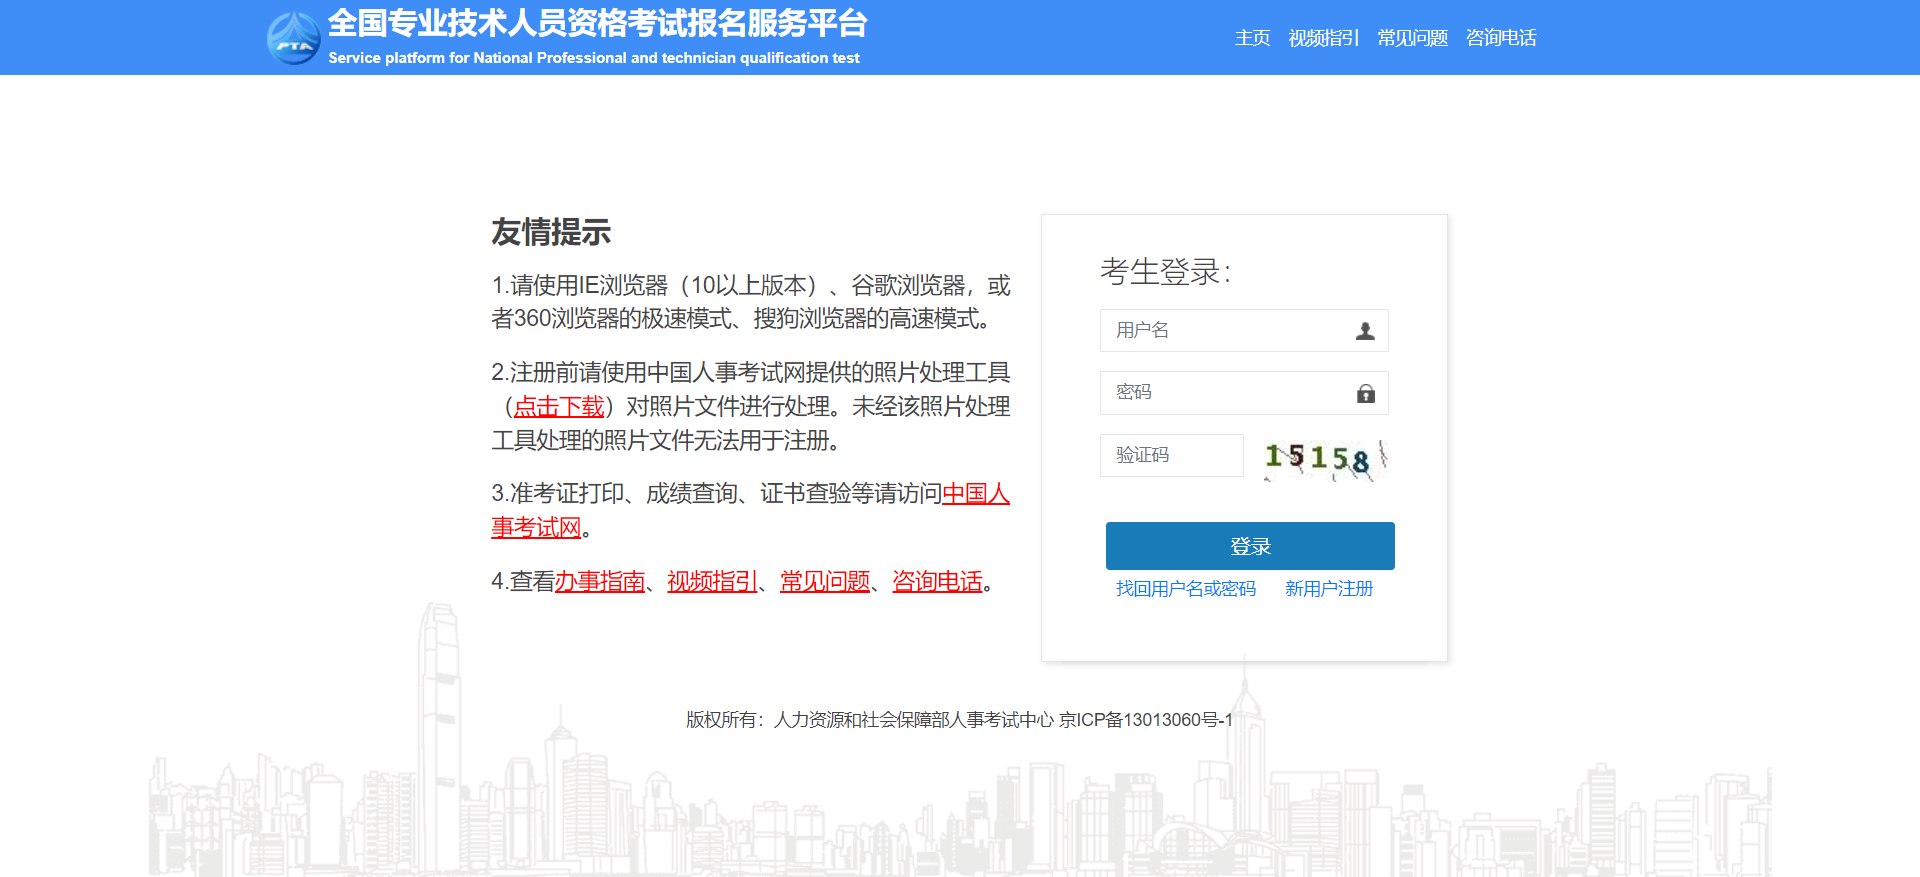 全国专业技术人员资格考试报名服务平台
Service platform for National Professional and technician qualification test
PTA
主页 视频指引 常见问题 咨询电话
友情提示
1.请使用IE浏览器（10以上版本）、谷歌浏览器，或
者360浏览器的极速模式、搜狗浏览器的高速模式。
2.注册前请使用中国人事考试网提供的照片处理工具
（点击下载）对照片文件进行处理。未经该照片处理
工具处理的照片文件无法用于注册。
3.准考证打印、成绩查询、证书查验等请访问中国人
事考试网。
4.查看办事指南、视频指引、常见问题、咨询电话。
考生登录：
用户名
密码
验证码
15158
登录
找回用户名或密码 新用户注册
版权所有：人力资源和社会保障部人事考试中心 京ICP备13013060号-1